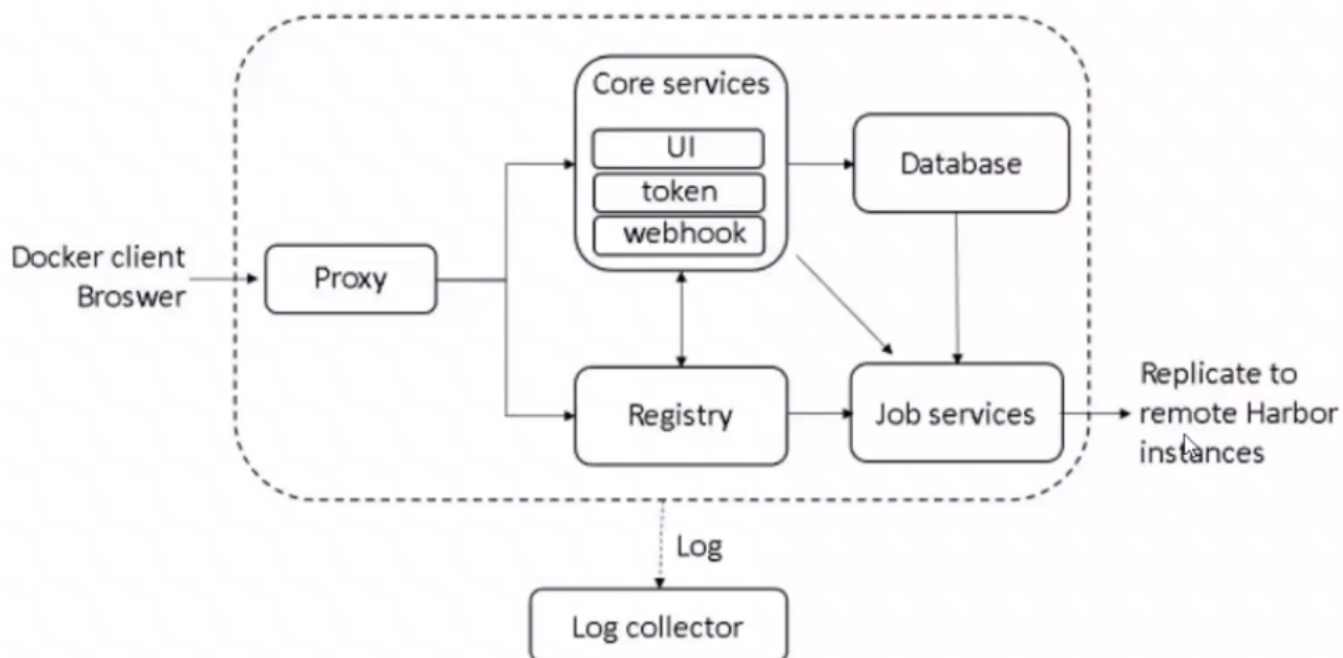 Core services
UI
token
webhook
Database
Docker client
Broswer
Proxy
Registry
Job services
Replicate to
remote Harbor
instances
Log
Log collector